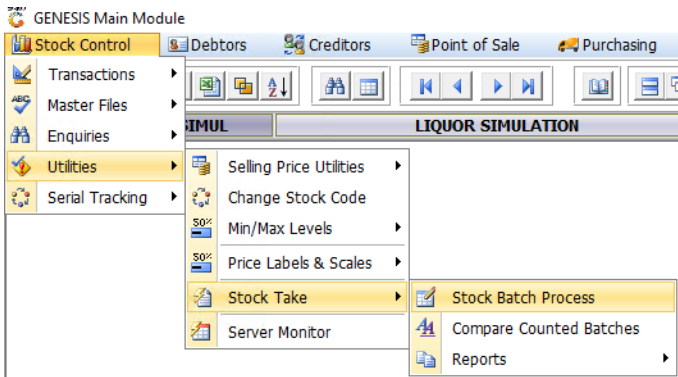 GENESIS Main Module
Stock Control Debtors Creditors Point of Sale Purchasing
Transactions
Master Files
Enquiries
Utilities
Serial Tracking
SIMUL LIQUOR SIMULATION
Selling Price Utilities
Change Stock Code
Min/Max Levels
Price Labels & Scales
Stock Take
Server Monitor
Stock Batch Process
Compare Counted Batches
Reports